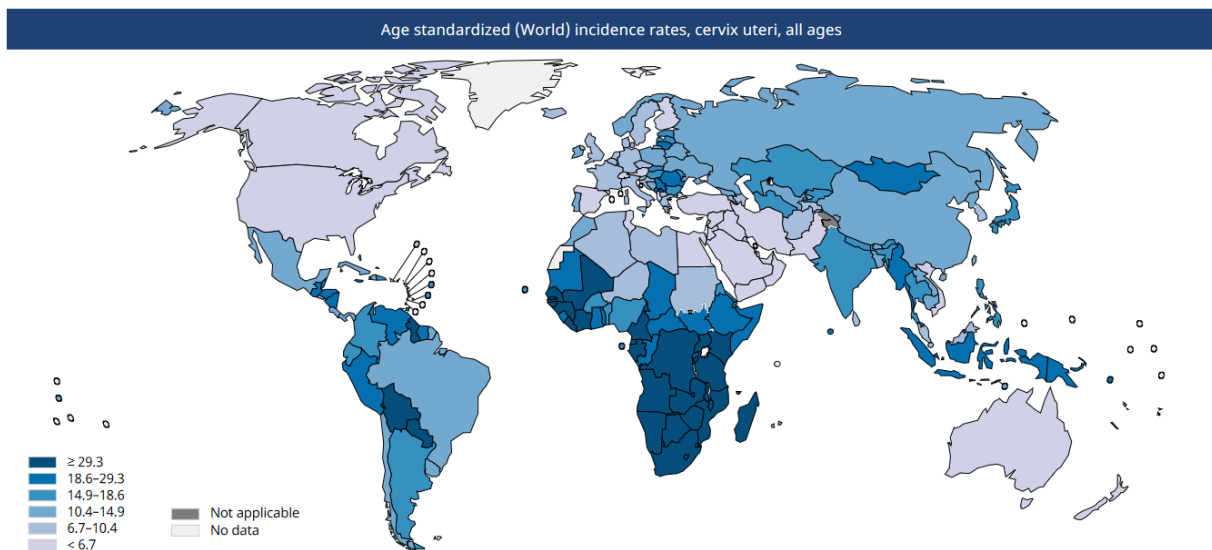 Age standardized (World) incidence rates, cervix uteri, all ages
≥ 29.3
18.6–29.3
14.9–18.6
10.4–14.9
6.7–10.4
< 6.7
Not applicable
No data